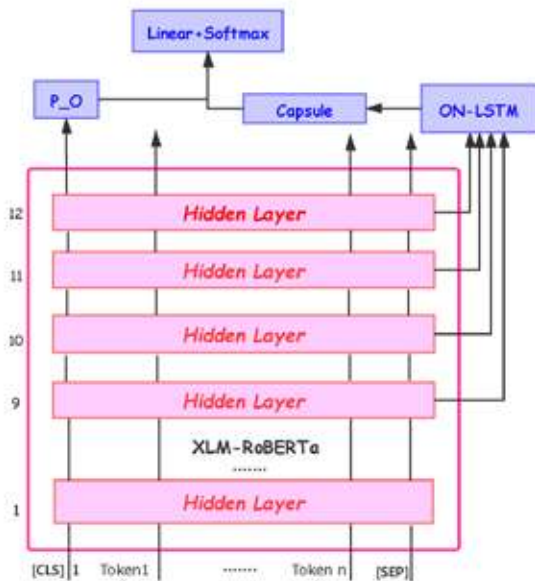 Linear+Softmax
P_O
Capsule
ON-LSTM
12 Hidden Layer
11 Hidden Layer
10 Hidden Layer
9 Hidden Layer
XLM-RoBERTa
.......
1 Hidden Layer
[CLS] 1 Token1 ....... Token n [SEP]